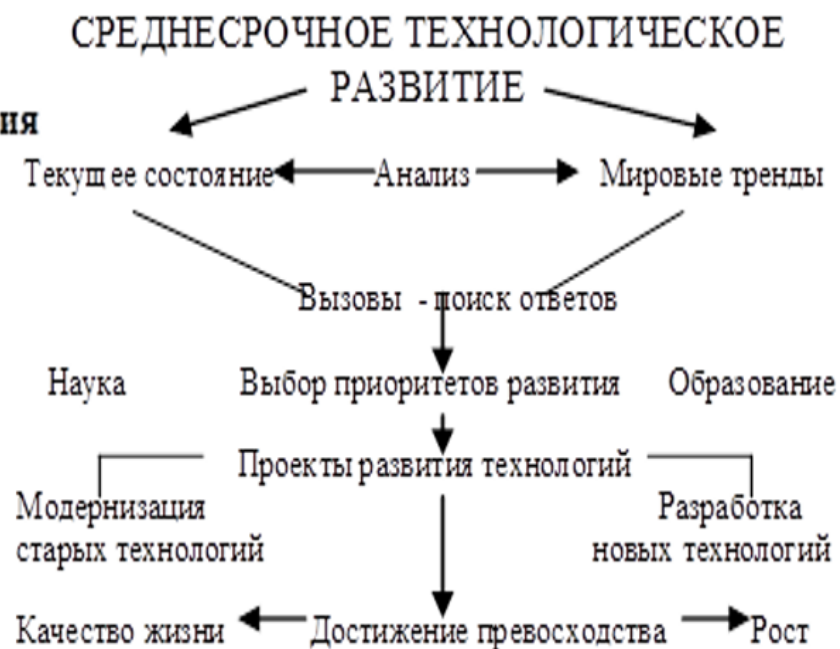 СРЕДНЕСРОЧНОЕ ТЕХНОЛОГИЧЕСКОЕ
РАЗВИТИЕ
ия
Текущее состояние Анализ Мировые тренды
Вызовы - поиск ответов
Наука Выбор приоритетов развития Образование
Проекты развития технологий
Модернизация Разработка
старых технологий новых технологий
Качество жизни Достижение превосходства Рост